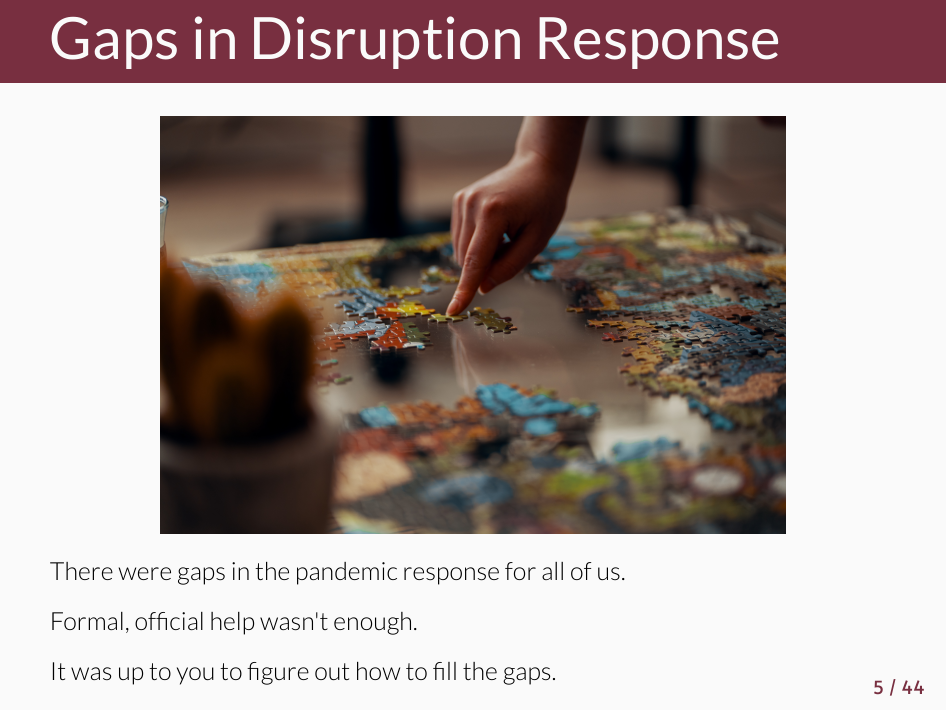 Gaps in Disruption Response
There were gaps in the pandemic response for all of us.
Formal, official help wasn't enough.
It was up to you to figure out how to fill the gaps.
5 / 44